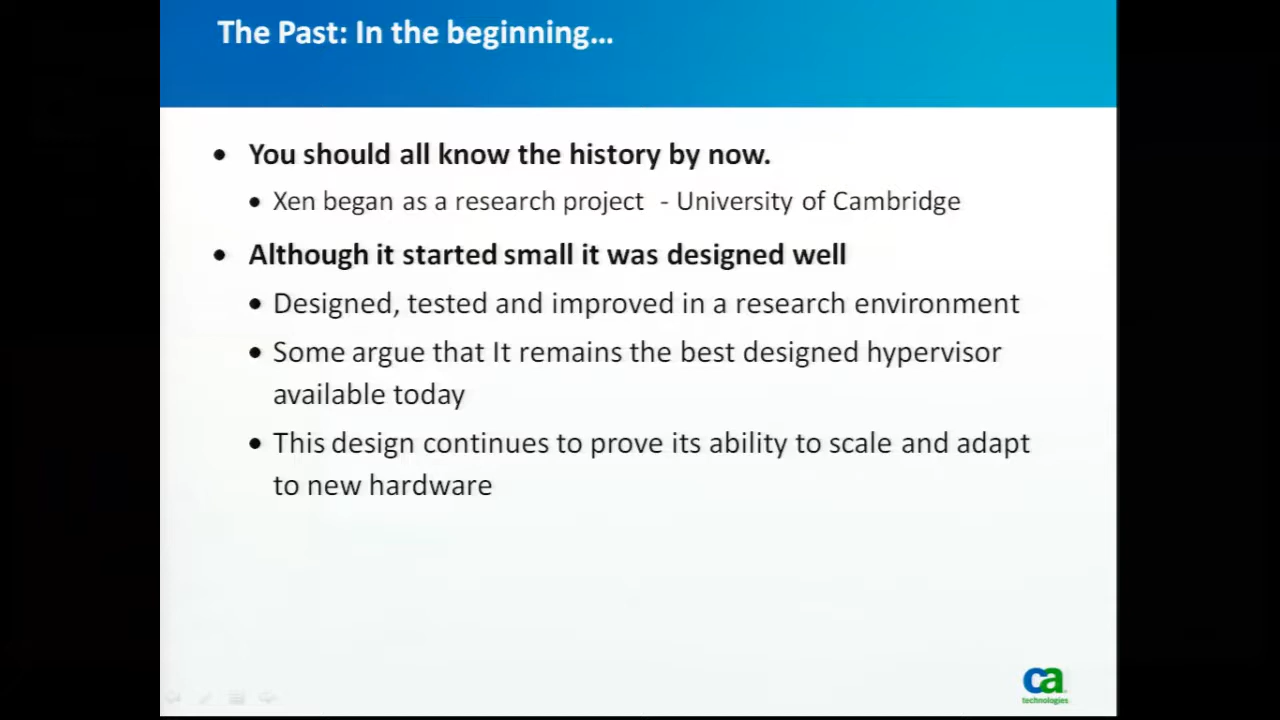 The Past: In the beginning…
• You should all know the history by now.
• Xen began as a research project - University of Cambridge
• Although it started small it was designed well
• Designed, tested and improved in a research environment
• Some argue that It remains the best designed hypervisor
available today
• This design continues to prove its ability to scale and adapt
to new hardware
ca
technologies